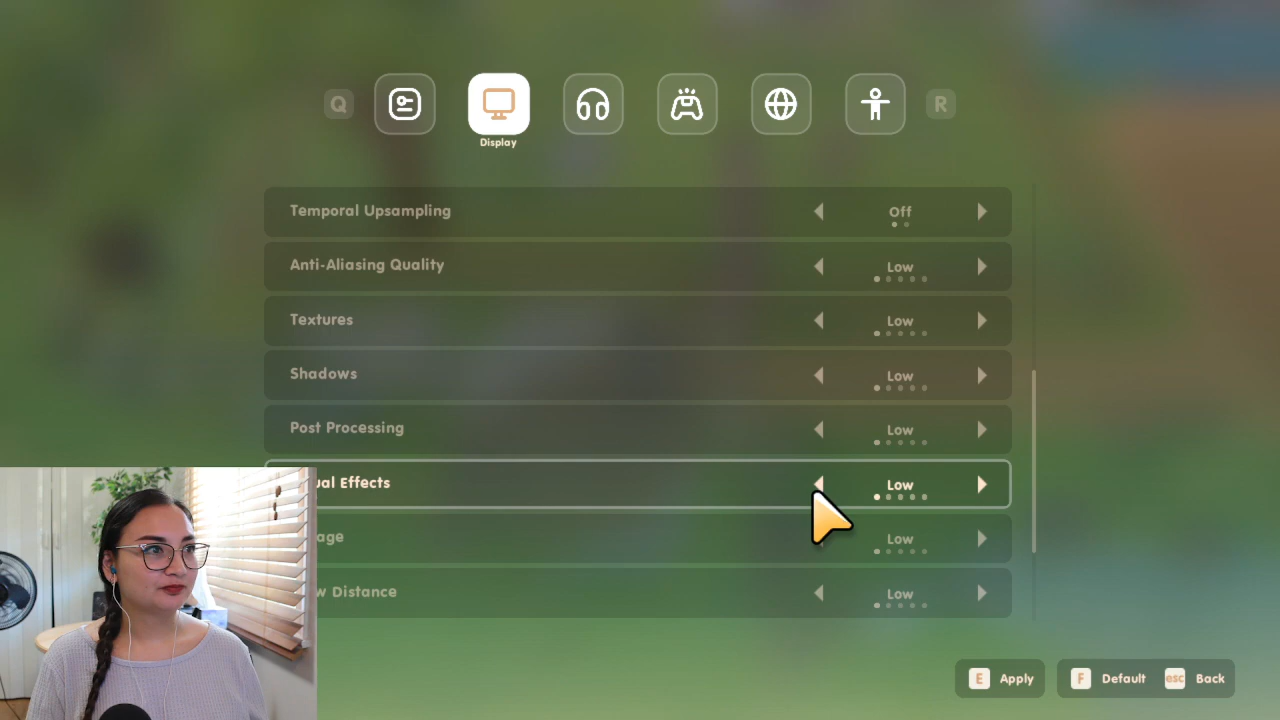 Q
R
Display
Temporal Upsampling Off
Anti-Aliasing Quality Low
Textures Low
Shadows Low
Post Processing Low
ual Effects Low
age Low
w Distance Low
E Apply F Default esc Back